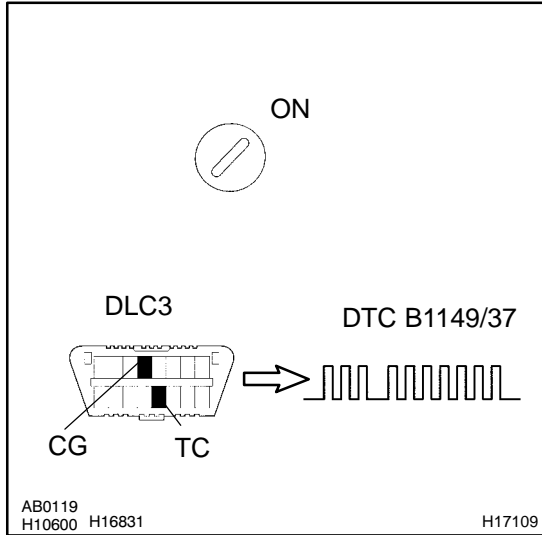 ON
DLC3
DTC B1149/37
CG
TC
AB0119
H10600 H16831
H17109